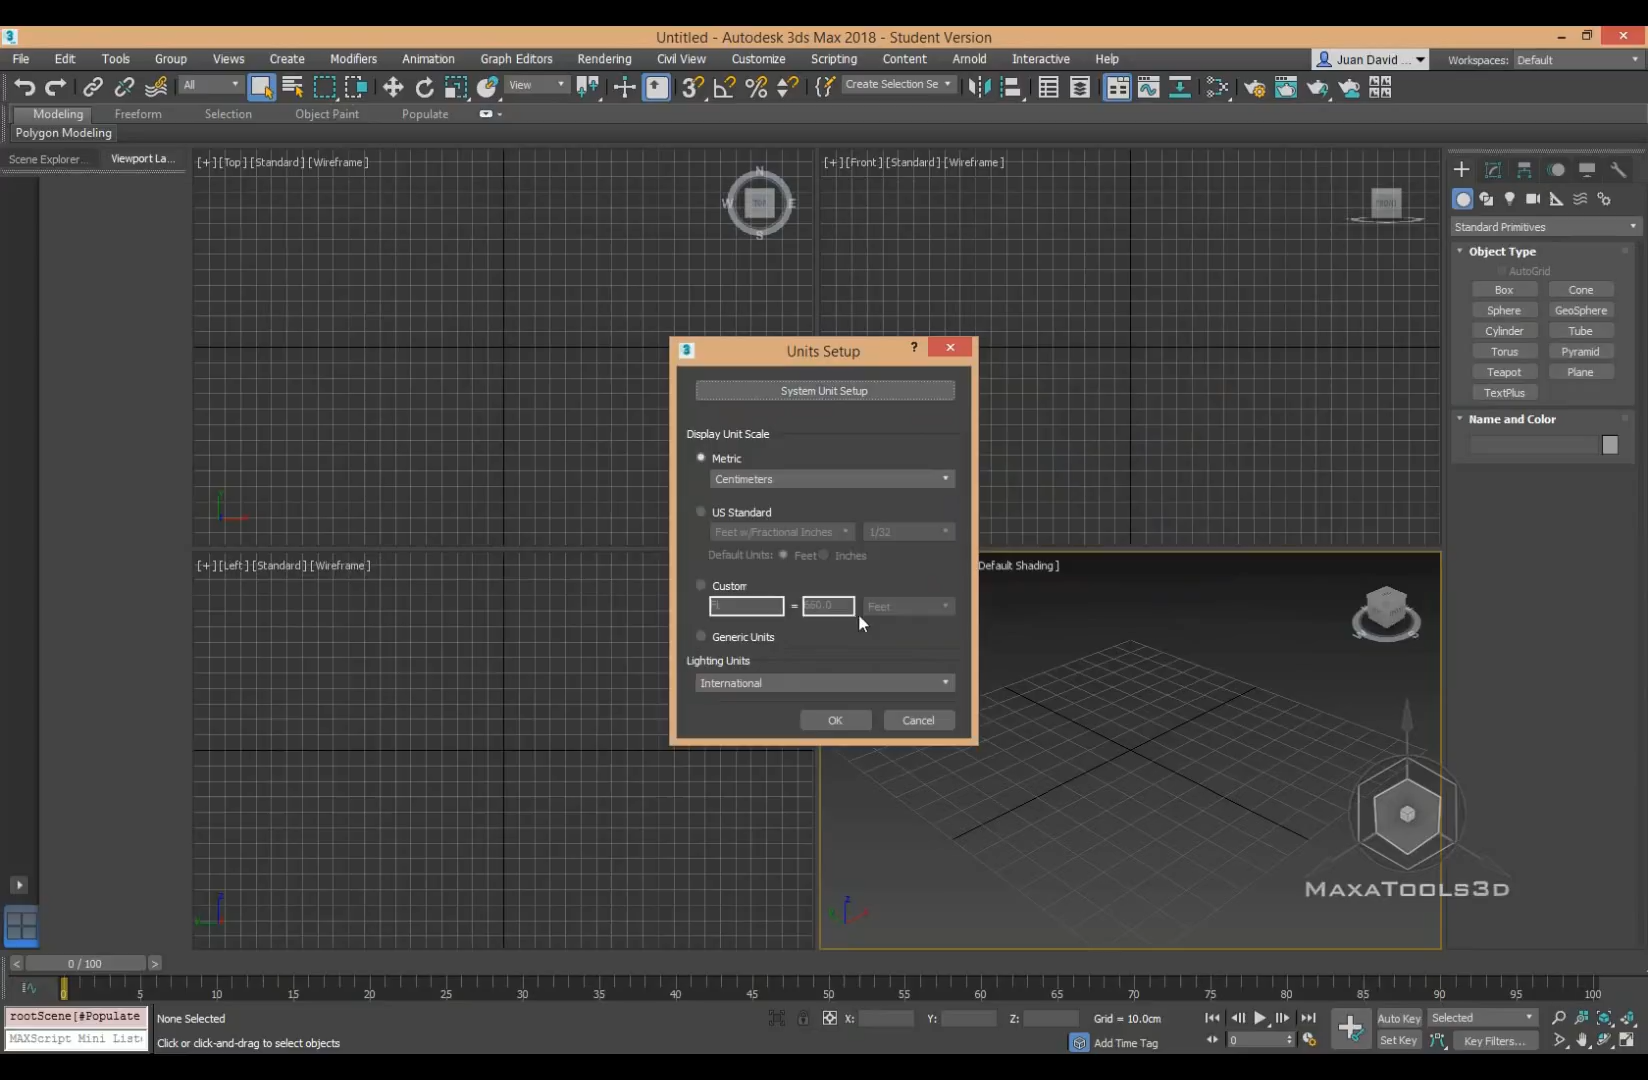 Untitled - Autodesk 3ds Max 2018 - Student Version
File Edit Tools Group Views Create Modifiers Animation Graph Editors Rendering Civil View Customize Scripting Content Arnold Interactive Help Juan David ... Workspaces: Default
All View Create Selection Se
Modeling Freeform Selection Object Paint Populate
Polygon Modeling
Scene Explorer... Viewport La...
[+] [Top] [Standard] [Wireframe]
[+] [Front] [Standard] [Wireframe]
N
W TOP E
S
FRONT
Standard Primitives
Object Type
AutoGrid
Box Cone
Sphere GeoSphere
Cylinder Tube
Torus Pyramid
Teapot Plane
TextPlus
Name and Color
Units Setup
?
System Unit Setup
Display Unit Scale
Metric
Centimeters
US Standard
Feet w/Fractional Inches 1/32
Default Units: Feet Inches
Custom
= 660.0 Feet
Generic Units
Lighting Units
International
OK Cancel
[+] [Left] [Standard] [Wireframe]
Default Shading]
MAXATOOLS3D
< 0 / 100 >
0 5 10 15 20 25 30 35 40 45 50 55 60 65 70 75 80 85 90 95 100
rootScene[#Populate
MAXScript Mini List
None Selected
Click or click-and-drag to select objects
X: Y: Z: Grid = 10.0cm
Add Time Tag
0
Auto Key Selected
Set Key Key Filters...